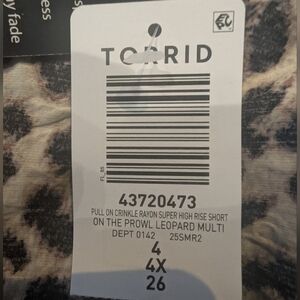 ess
y fade
TORRID
FL_85
43720473
PULL ON CRINKLE RAYON SUPER HIGH RISE SHORT
ON THE PROWL LEOPARD MULTI
DEPT 0142 25SMR2
4
4X
26